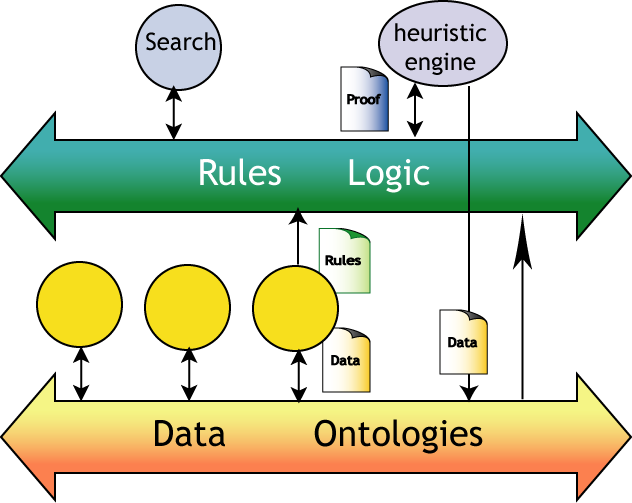 Search
heuristic
engine
Proof
Rules Logic
Rules
Data
Data
Data Ontologies